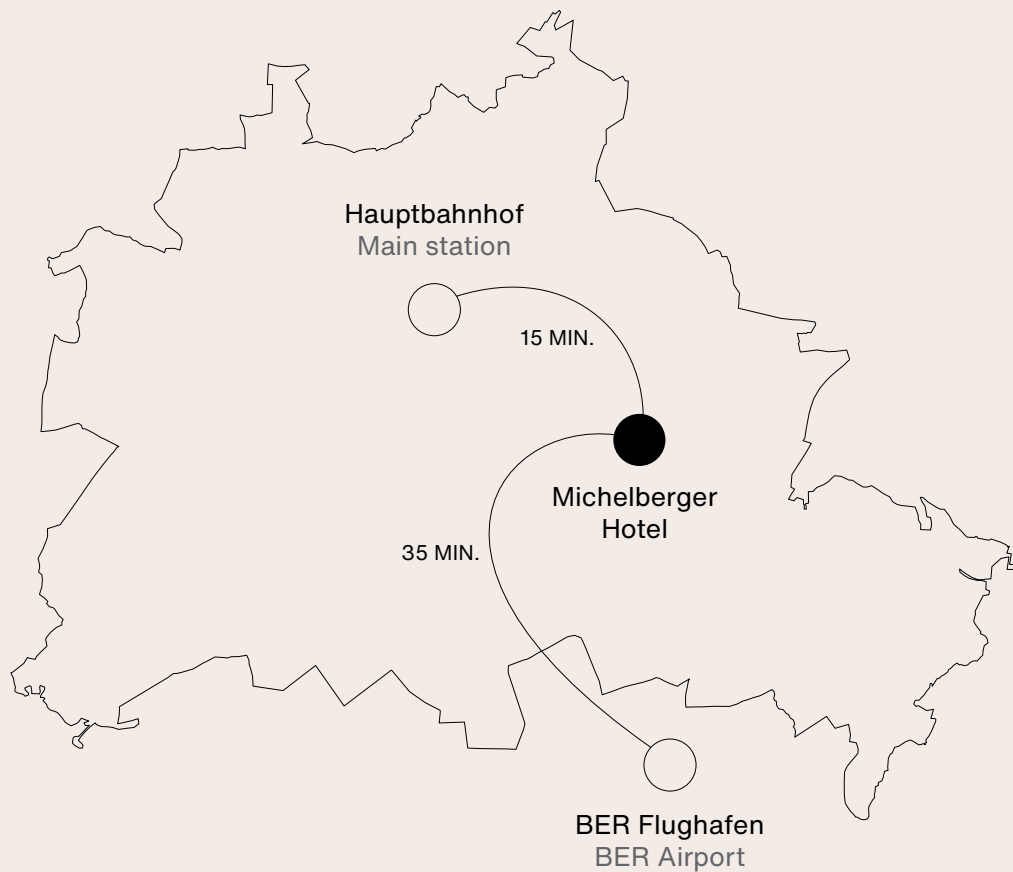 Hauptbahnhof
Main station
15 MIN.
Michelberger
Hotel
35 MIN.
BER Flughafen
BER Airport